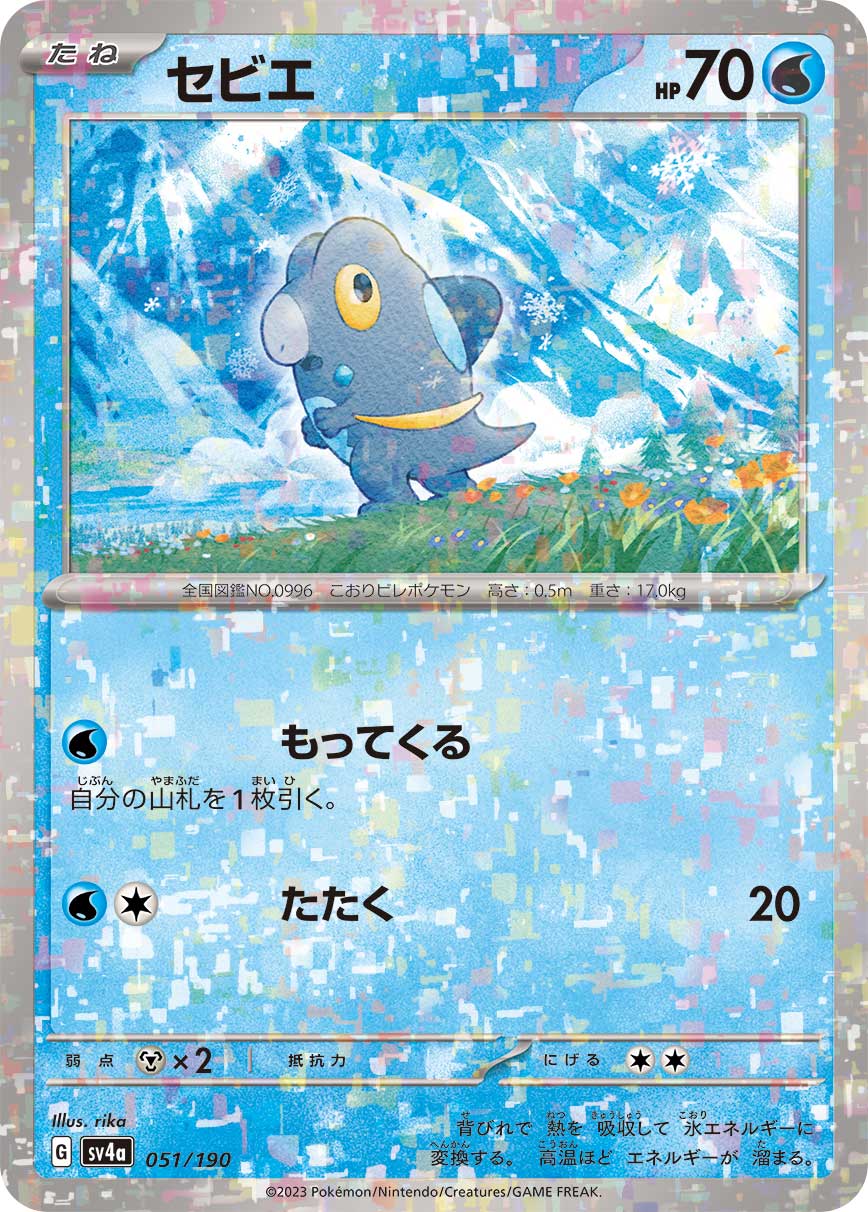 たね
セビエ
HP70
全国図鑑NO.0996 こおりビレポケモン 高さ：0.5m 重さ：17.0kg
もってくる
じぶん やまふだ まい ひ
自分の山札を1枚引く。
たたく 20
弱点 ×2 抵抗力 にげる
Illus. rika
せ ねつ きゅうしゅう こおり
背びれで 熱を 吸収して 氷エネルギーに
へんかん こうおん た
変換する。 高温ほど エネルギーが 溜まる。
G sv4a 051/190
©2023 Pokémon/Nintendo/Creatures/GAME FREAK.